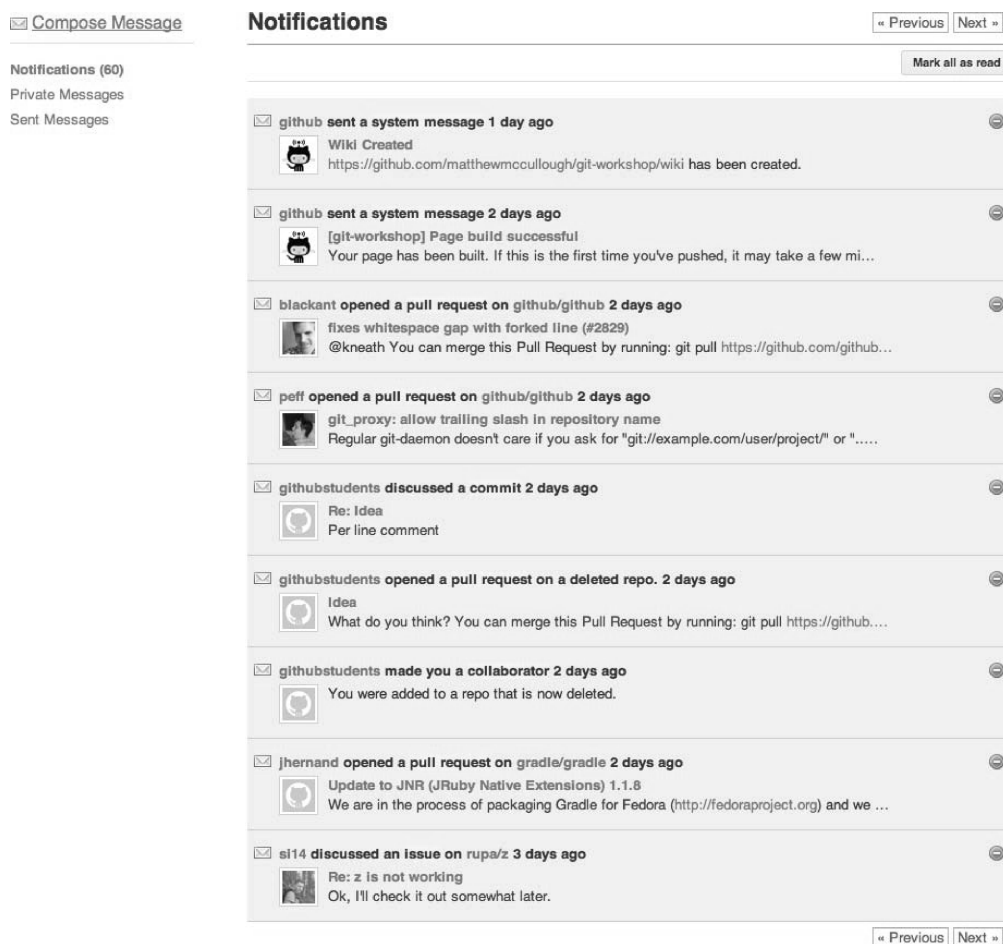 Compose Message
Notifications (60)
Private Messages
Sent Messages
Notifications
« Previous Next »
Mark all as read
github sent a system message 1 day ago
Wiki Created
https://github.com/matthewmccullough/git-workshop/wiki has been created.
github sent a system message 2 days ago
[git-workshop] Page build successful
Your page has been built. If this is the first time you've pushed, it may take a few mi...
blackant opened a pull request on github/github 2 days ago
fixes whitespace gap with forked line (#2829)
@kneath You can merge this Pull Request by running: git pull https://github.com/github...
peff opened a pull request on github/github 2 days ago
git_proxy: allow trailing slash in repository name
Regular git-daemon doesn't care if you ask for "git://example.com/user/project/" or ".....
githubstudents discussed a commit 2 days ago
Re: Idea
Per line comment
githubstudents opened a pull request on a deleted repo. 2 days ago
Idea
What do you think? You can merge this Pull Request by running: git pull https://github....
githubstudents made you a collaborator 2 days ago
You were added to a repo that is now deleted.
jhernand opened a pull request on gradle/gradle 2 days ago
Update to JNR (JRuby Native Extensions) 1.1.8
We are in the process of packaging Gradle for Fedora (http://fedoraproject.org) and we ...
si14 discussed an issue on rupa/z 3 days ago
Re: z is not working
Ok, I'll check it out somewhat later.
« Previous Next »